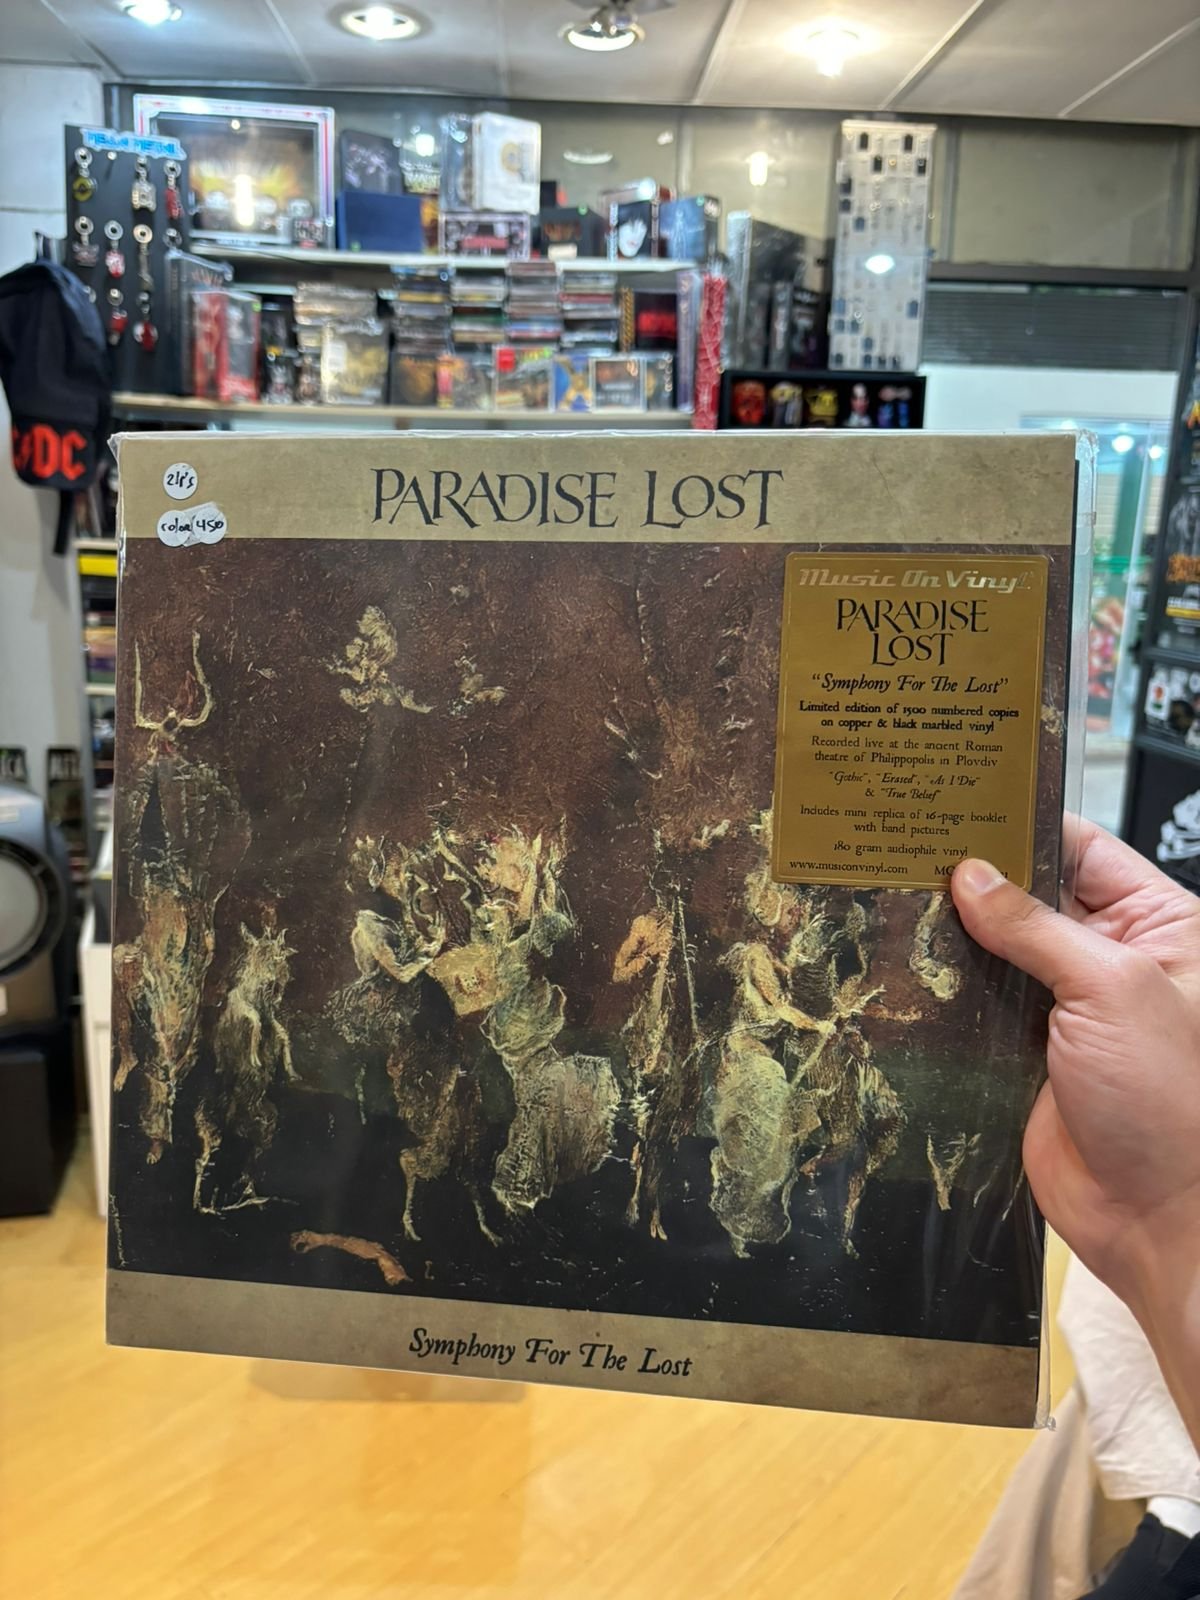 AC/DC
2LP's
color 450
PARADISE LOST
Music On Vinyl
PARADISE
LOST
“Symphony For The Lost”
Limited edition of 1500 numbered copies
on copper & black marbled vinyl
Recorded live at the ancient Roman
theatre of Philippopolis in Plovdiv
“Gothic”, “Erased”, “As I Die”
& “True Belief”
Includes mini replica of 16-page booklet
with band pictures
180 gram audiophile vinyl
www.musiconvinyl.com
Symphony For The Lost